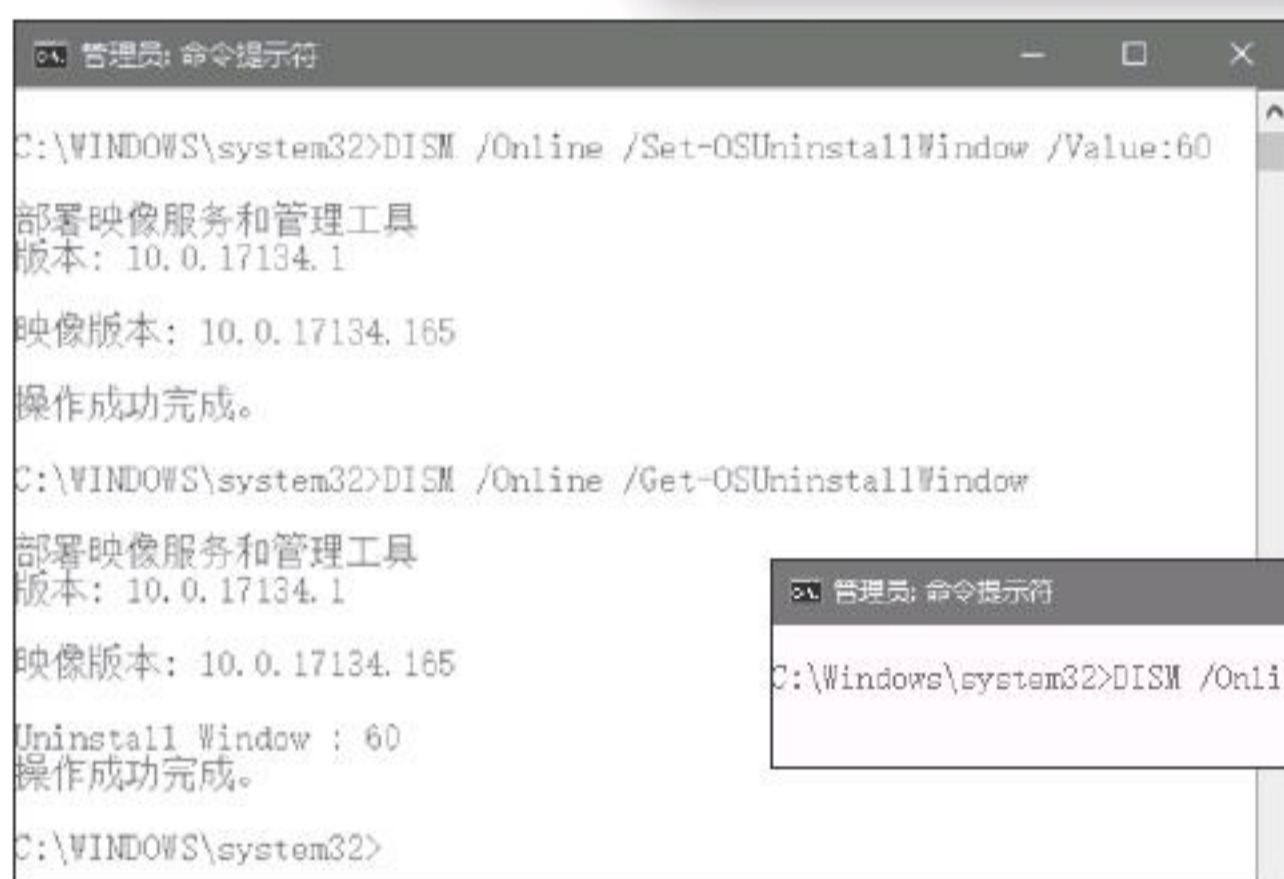 管理员: 命令提示符
C:\WINDOWS\system32>DISM /Online /Set-OSUninstallWindow /Value:60
部署映像服务和管理工具
版本: 10.0.17134.1
映像版本: 10.0.17134.165
操作成功完成。
C:\WINDOWS\system32>DISM /Online /Get-OSUninstallWindow
部署映像服务和管理工具
版本: 10.0.17134.1
映像版本: 10.0.17134.165
Uninstall Window : 60
操作成功完成。
C:\WINDOWS\system32>
管理员: 命令提示符
C:\Windows\system32>DISM /Onli